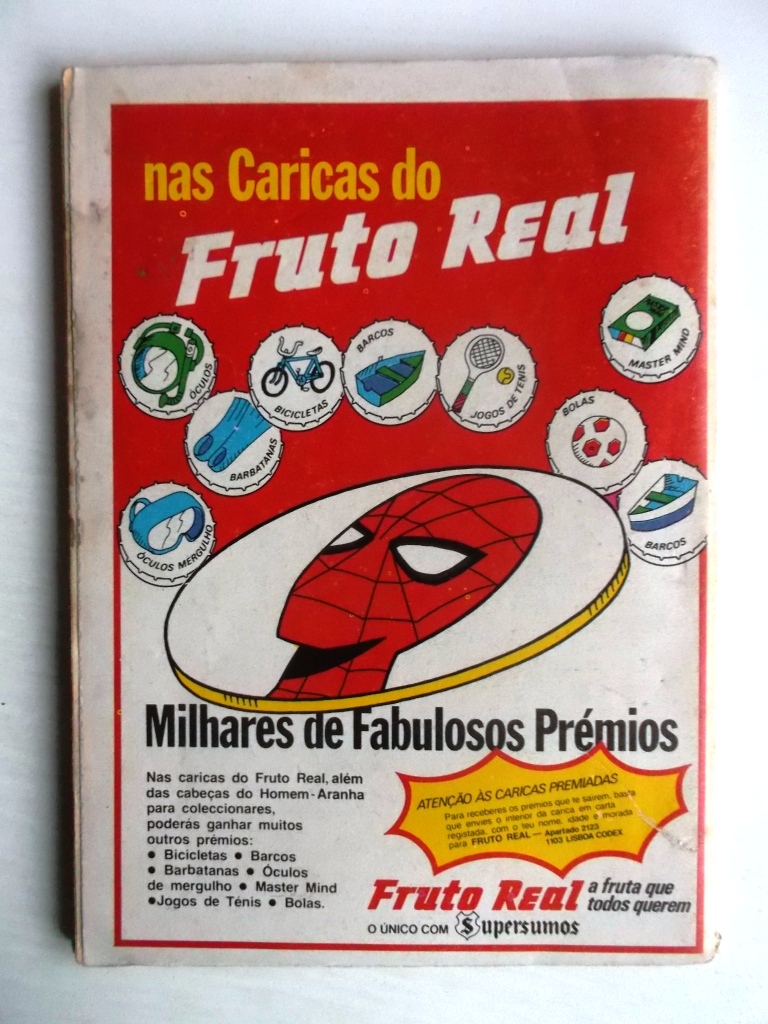 nas Caricas do
Fruto Real
ÓCULOS
BICICLETAS
BARCOS
JOGOS DE TÉNIS
MASTER MIND
BARBATANAS
BOLAS
ÓCULOS MERGULHO
BARCOS
Milhares de Fabulosos Prémios
Nas caricas do Fruto Real, além
das cabeças do Homem-Aranha
para coleccionares,
poderás ganhar muitos
outros prémios:
● Bicicletas ● Barcos
● Barbatanas ● Óculos
de mergulho ● Master Mind
●Jogos de Ténis ● Bolas.
ATENÇÃO ÀS CARICAS PREMIADAS
Para receberes os prémios que te saírem, basta
que envies o interior da carica em carta
registada, com o teu nome, idade e morada
para FRUTO REAL — Apartado 2123
1103 LISBOA CODEX
Fruto Real a fruta que
todos querem
O ÚNICO COM Supersumos